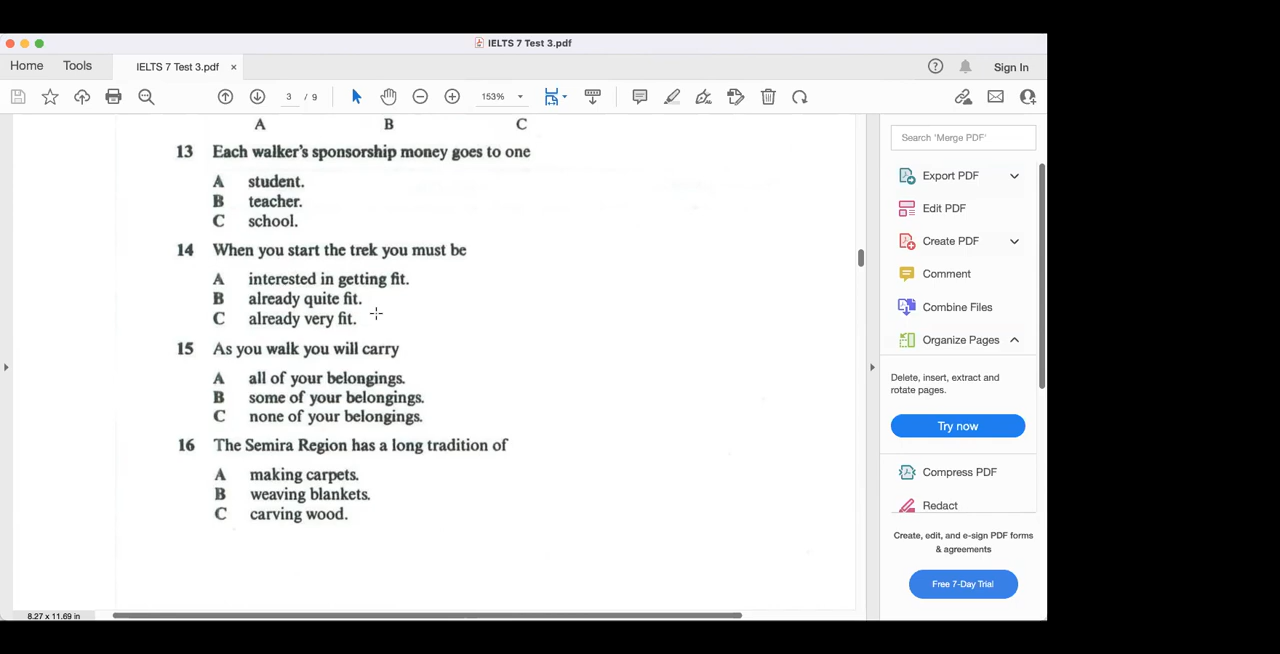 IELTS 7 Test 3.pdf
Home
Tools
IELTS 7 Test 3.pdf ×
Sign In
3 / 9
153%
A B C
13 Each walker's sponsorship money goes to one
A student.
B teacher.
C school.
14 When you start the trek you must be
A interested in getting fit.
B already quite fit.
C already very fit.
15 As you walk you will carry
A all of your belongings.
B some of your belongings.
C none of your belongings.
16 The Semira Region has a long tradition of
A making carpets.
B weaving blankets.
C carving wood.
8.27 x 11.69 in
Search 'Merge PDF'
Export PDF
Edit PDF
Create PDF
Comment
Combine Files
Organize Pages
Delete, insert, extract and
rotate pages.
Try now
Compress PDF
Redact
Create, edit, and e-sign PDF forms
& agreements
Free 7-Day Trial